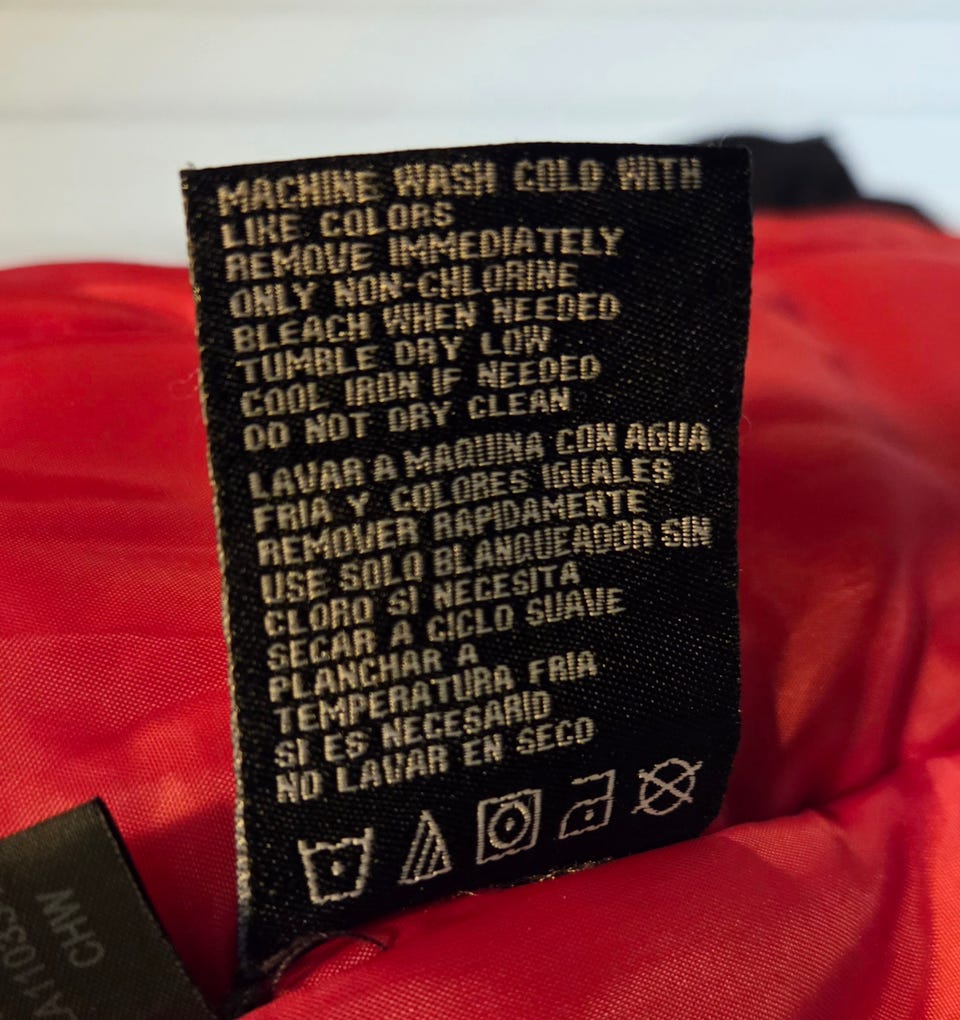 MACHINE WASH COLD WITH
LIKE COLORS
REMOVE IMMEDIATELY
ONLY NON-CHLORINE
BLEACH WHEN NEEDED
TUMBLE DRY LOW
COOL IRON IF NEEDED
DO NOT DRY CLEAN
LAVAR A MAQUINA CON AGUA
FRIA Y COLORES IGUALES
REMOVER RAPIDAMENTE
USE SOLO BLANQUEADOR SIN
CLORO SI NECESITA
SECAR A CICLO SUAVE
PLANCHAR A
TEMPERATURA FRIA
SI ES NECESARIO
NO LAVAR EN SECO
CHW